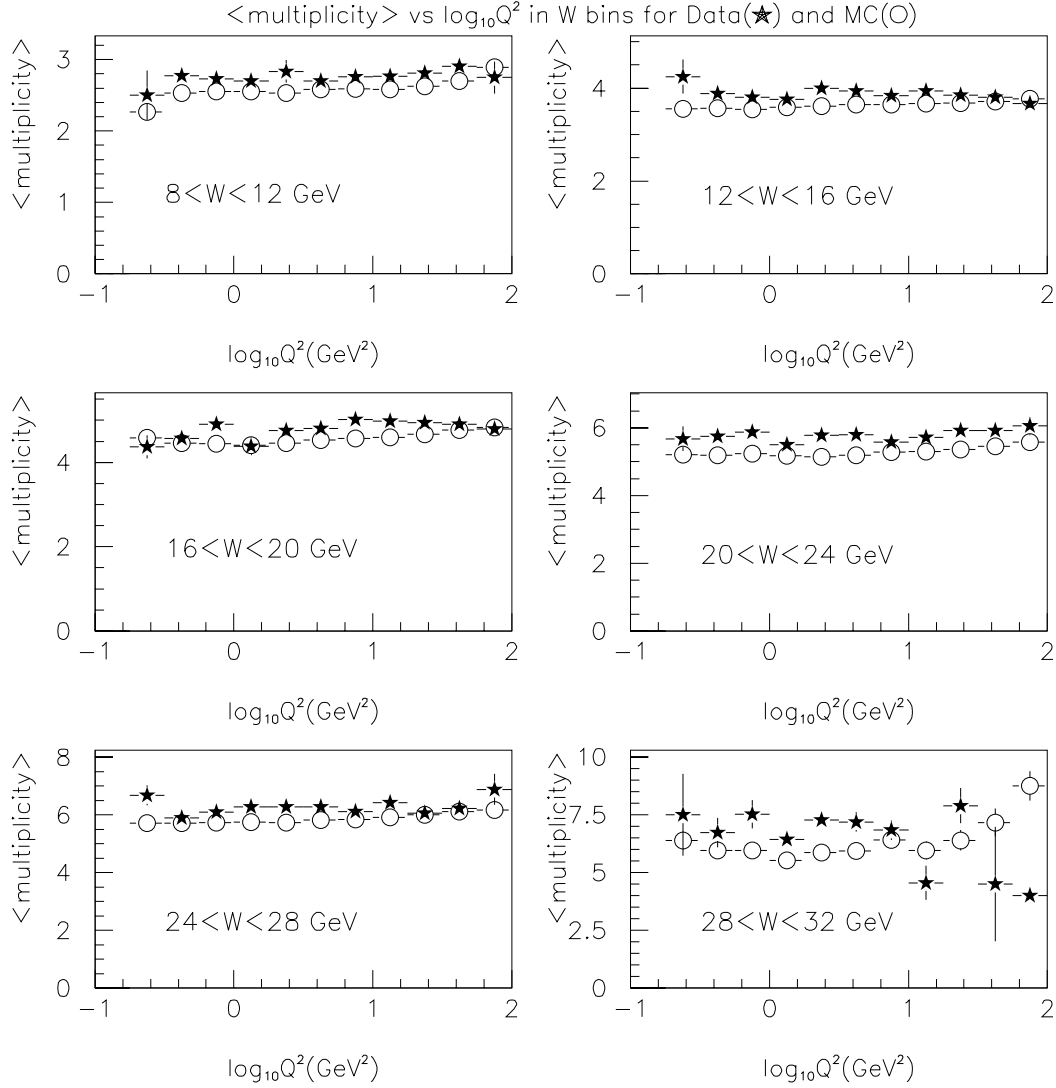 <multiplicity> vs log₁₀Q² in W bins for Data(★) and MC(○)
<multiplicity>
3
2
1
0
8<W<12 GeV
−1 0 1 2
log₁₀Q²(GeV²)
<multiplicity>
4
2
0
12<W<16 GeV
−1 0 1 2
log₁₀Q²(GeV²)
<multiplicity>
4
2
0
16<W<20 GeV
−1 0 1 2
log₁₀Q²(GeV²)
<multiplicity>
6
4
2
0
20<W<24 GeV
−1 0 1 2
log₁₀Q²(GeV²)
<multiplicity>
8
6
4
2
0
24<W<28 GeV
−1 0 1 2
log₁₀Q²(GeV²)
<multiplicity>
10
7.5
5
2.5
0
28<W<32 GeV
−1 0 1 2
log₁₀Q²(GeV²)